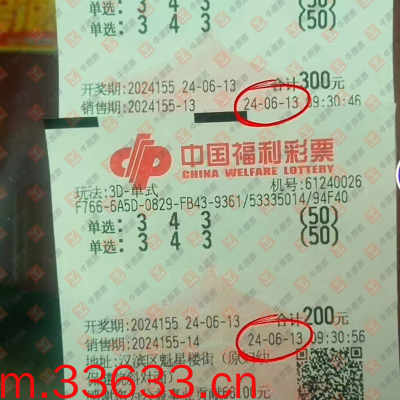 单选: 3 4 3 (50)
单选: 3 4 3 (50)
开奖期:2024155 24-06-13 合计300元
销售期:2024155-13 24-06-13 09:30:46
中国福利彩票
CHINA WELFARE LOTTERY
玩法:3D-单式 机号:61240026
F766-6A5D-0829-FB43-9361/53335014/94F40
单选: 3 4 3 (50)
单选: 3 4 3 (50)
开奖期:2024155 24-06-13 合计200元
销售期:2024155-14 24-06-13 09:30:56
地址:汉滨区魁星楼街
m.33633.com.cn